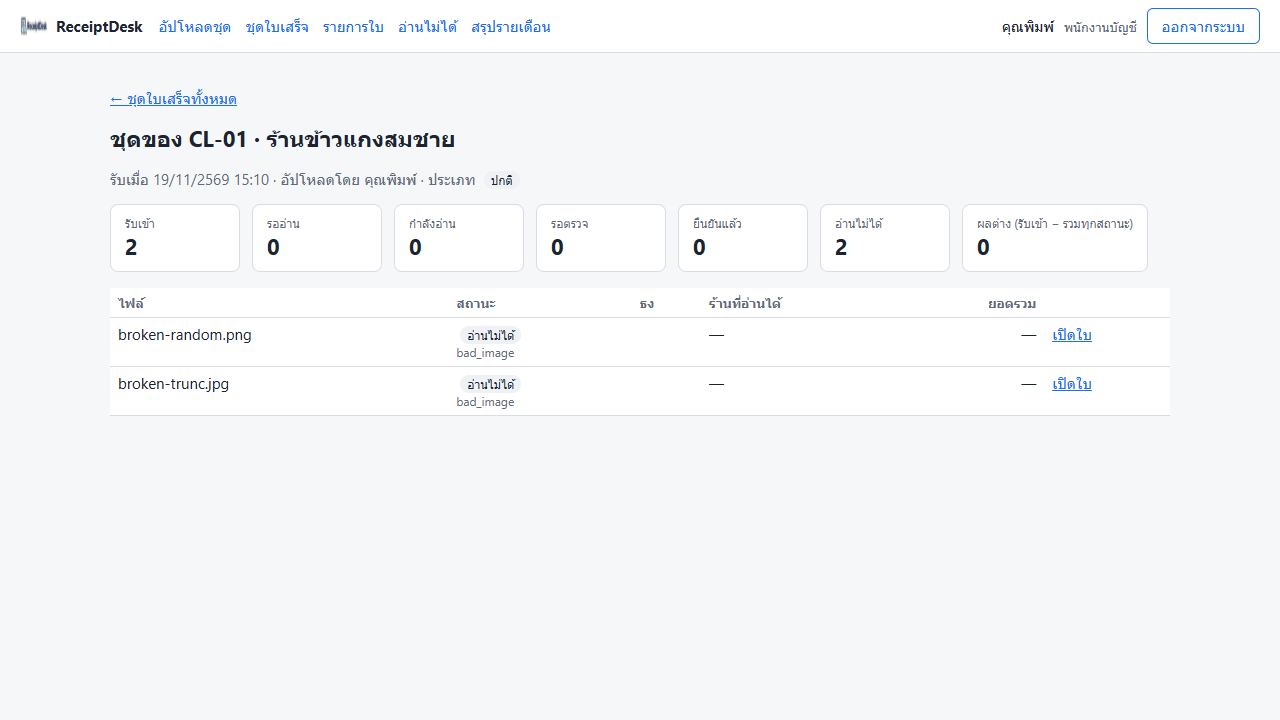 ReceiptDesk อัปโหลดชุด ชุดใบเสร็จ รายการใบ อ่านไม่ได้ สรุปรายเดือน คุณพิมพ์ พนักงานบัญชี ออกจากระบบ
← ชุดใบเสร็จทั้งหมด
ชุดของ CL-01 · ร้านข้าวแกงสมชาย
รับเมื่อ 19/11/2569 15:10 · อัปโหลดโดย คุณพิมพ์ · ประเภท ปกติ
รับเข้า รออ่าน กำลังอ่าน รอตรวจ ยืนยันแล้ว อ่านไม่ได้ ผลต่าง (รับเข้า − รวมทุกสถานะ)
2 0 0 0 0 2 0
ไฟล์ สถานะ ธง ร้านที่อ่านได้ ยอดรวม
broken-random.png อ่านไม่ได้ — — เปิดใบ
bad_image
broken-trunc.jpg อ่านไม่ได้ — — เปิดใบ
bad_image